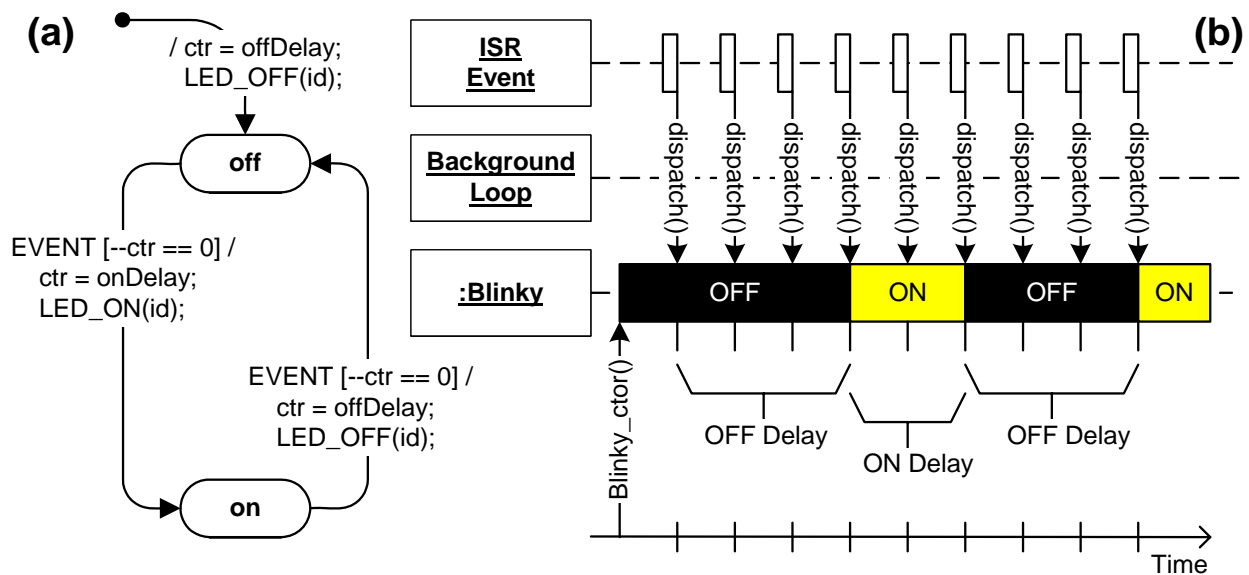 (a)
/ ctr = offDelay;
LED_OFF(id);
off
EVENT [--ctr == 0] /
ctr = onDelay;
LED_ON(id);
EVENT [--ctr == 0] /
ctr = offDelay;
LED_OFF(id);
on
(b)
ISR
Event
Background
Loop
:Blinky
dispatch()
dispatch()
dispatch()
dispatch()
dispatch()
dispatch()
dispatch()
dispatch()
dispatch()
OFF
ON
OFF
ON
Blinky_ctor()
OFF Delay
ON Delay
OFF Delay
Time